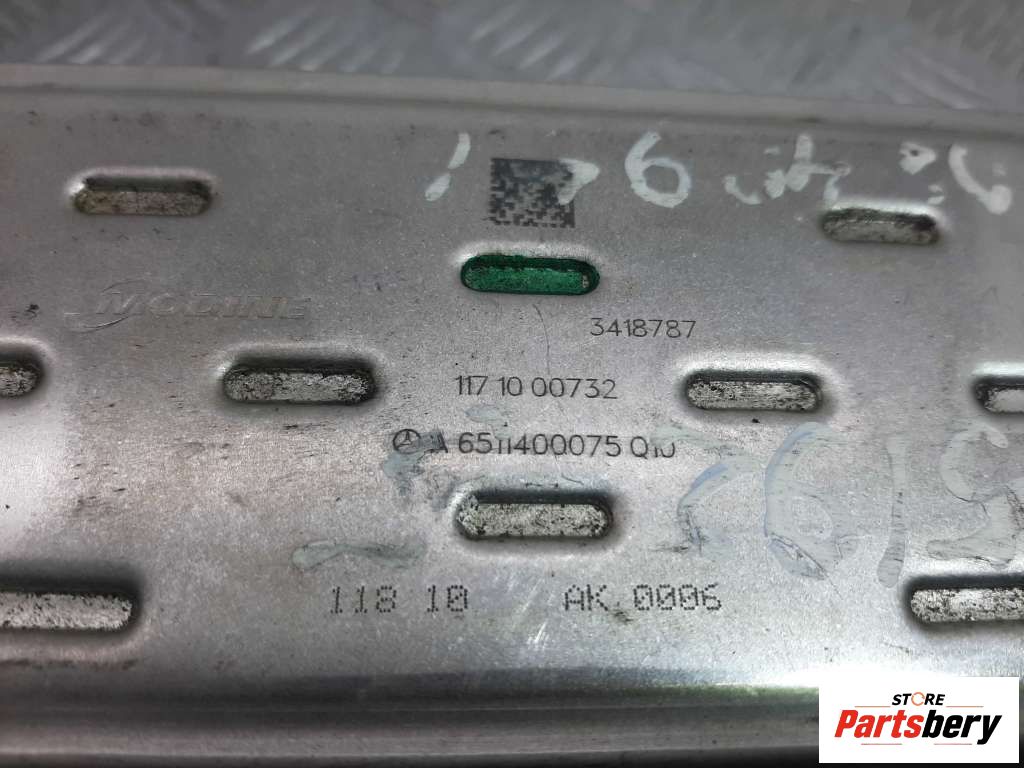 MODINE
3418787
117 10 00732
A 6511400075 Q10
118 10 AK 0006
STORE
Partsbery